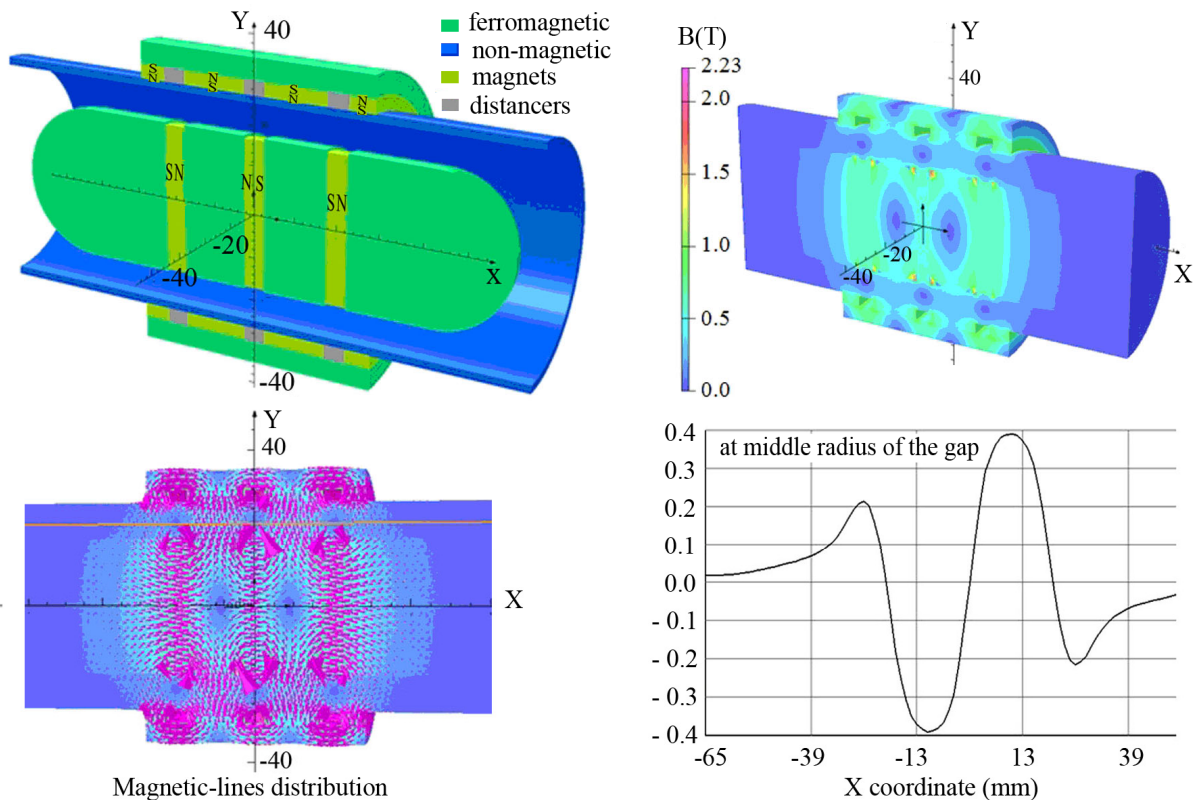 Y
40
ferromagnetic
non-magnetic
magnets
distancers
S
N
N
S
S
N
N
S
SN
N S
SN
-20
-40
X
-40
B(T)
2.23
2.0
1.5
1.0
0.5
0.0
Y
40
-20
-40
X
Y
40
X
-40
Magnetic-lines distribution
at middle radius of the gap
0.4
0.3
0.2
0.1
0.0
- 0.1
- 0.2
- 0.3
- 0.4
-65
-39
-13
13
39
X coordinate (mm)